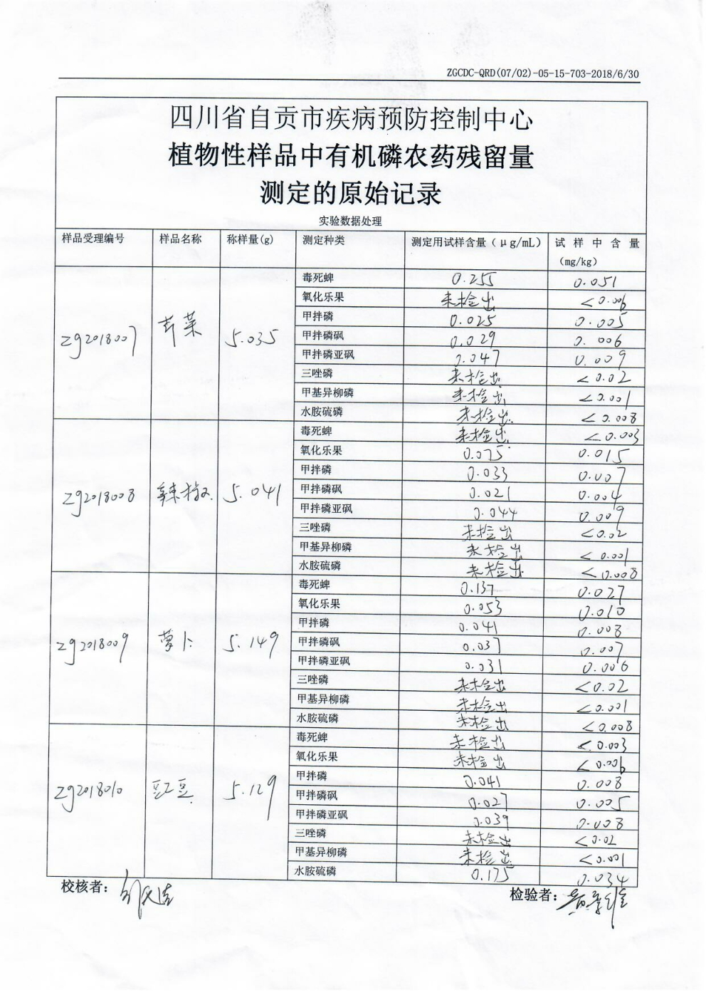 ZGCDC-QRD(07/02)-05-15-703-2018/6/30
四川省自贡市疾病预防控制中心
植物性样品中有机磷农药残留量
测定的原始记录
实验数据处理
样品受理编号 样品名称 称样量(g) 测定种类 测定用试样含量(μg/mL) 试样中含量(mg/kg)
zg2018007 芹菜 5.035
毒死蜱 0.255 0.051
氧化乐果 未检出 <0.006
甲拌磷 0.025 0.005
甲拌磷砜 0.029 0.006
甲拌磷亚砜 0.047 0.009
三唑磷 未检出 <0.02
甲基异柳磷 未检出 <0.001
水胺硫磷 未检出 <0.008
zg2018008 辣椒 5.041
毒死蜱 未检出 <0.003
氧化乐果 0.075 0.015
甲拌磷 0.033 0.007
甲拌磷砜 0.021 0.004
甲拌磷亚砜 0.044 0.009
三唑磷 未检出 <0.02
甲基异柳磷 未检出 <0.001
水胺硫磷 未检出 <0.008
zg2018009 萝卜 5.149
毒死蜱 0.137 0.027
氧化乐果 0.053 0.010
甲拌磷 0.041 0.008
甲拌磷砜 0.037 0.007
甲拌磷亚砜 0.031 0.006
三唑磷 未检出 <0.02
甲基异柳磷 未检出 <0.001
水胺硫磷 未检出 <0.008
zg2018010 豇豆 5.129
毒死蜱 未检出 <0.003
氧化乐果 未检出 <0.006
甲拌磷 0.041 0.008
甲拌磷砜 0.027 0.005
甲拌磷亚砜 0.039 0.008
三唑磷 未检出 <0.02
甲基异柳磷 未检出 <0.001
水胺硫磷 0.175 0.034
校核者:
检验者: